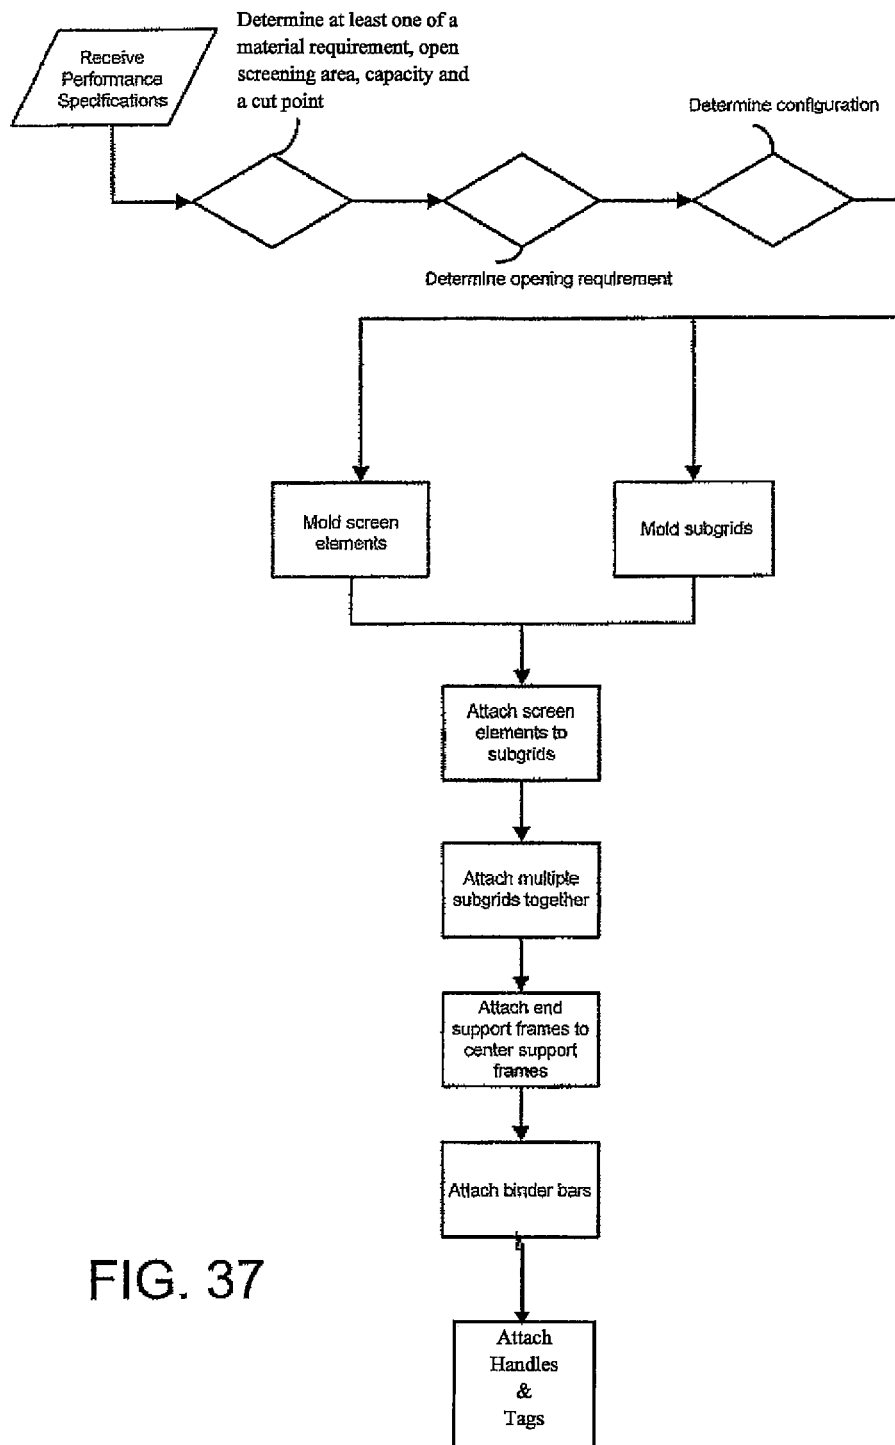 Receive
Performance
Specifications
Determine at least one of a
material requirement, open
screening area, capacity and
a cut point
Determine configuration
Determine opening requirement
Mold screen
elements
Mold subgrids
Attach screen
elements to
subgrids
Attach multiple
subgrids together
Attach end
support frames to
center support
frames
Attach binder bars
FIG. 37
Attach
Handles
&
Tags